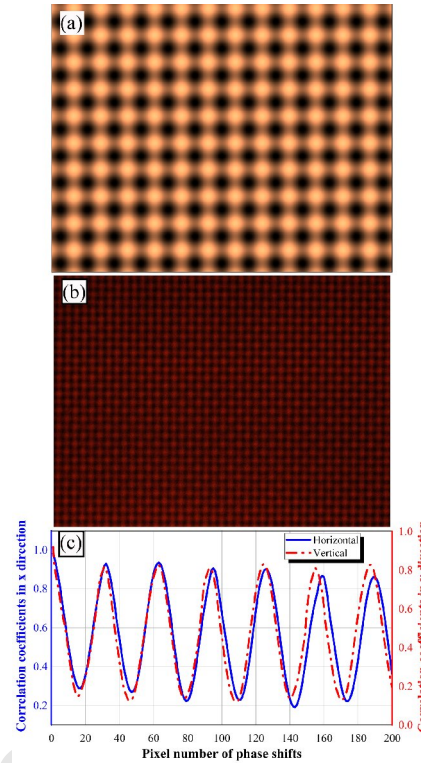 (a)
(b)
(c)
Horizontal
Vertical
Correlation coefficients in x direction
1.0
0.8
0.6
0.4
0.2
1.0
0.8
0.6
0.4
0.2
0.0
0 20 40 60 80 100 120 140 160 180 200
Pixel number of phase shifts